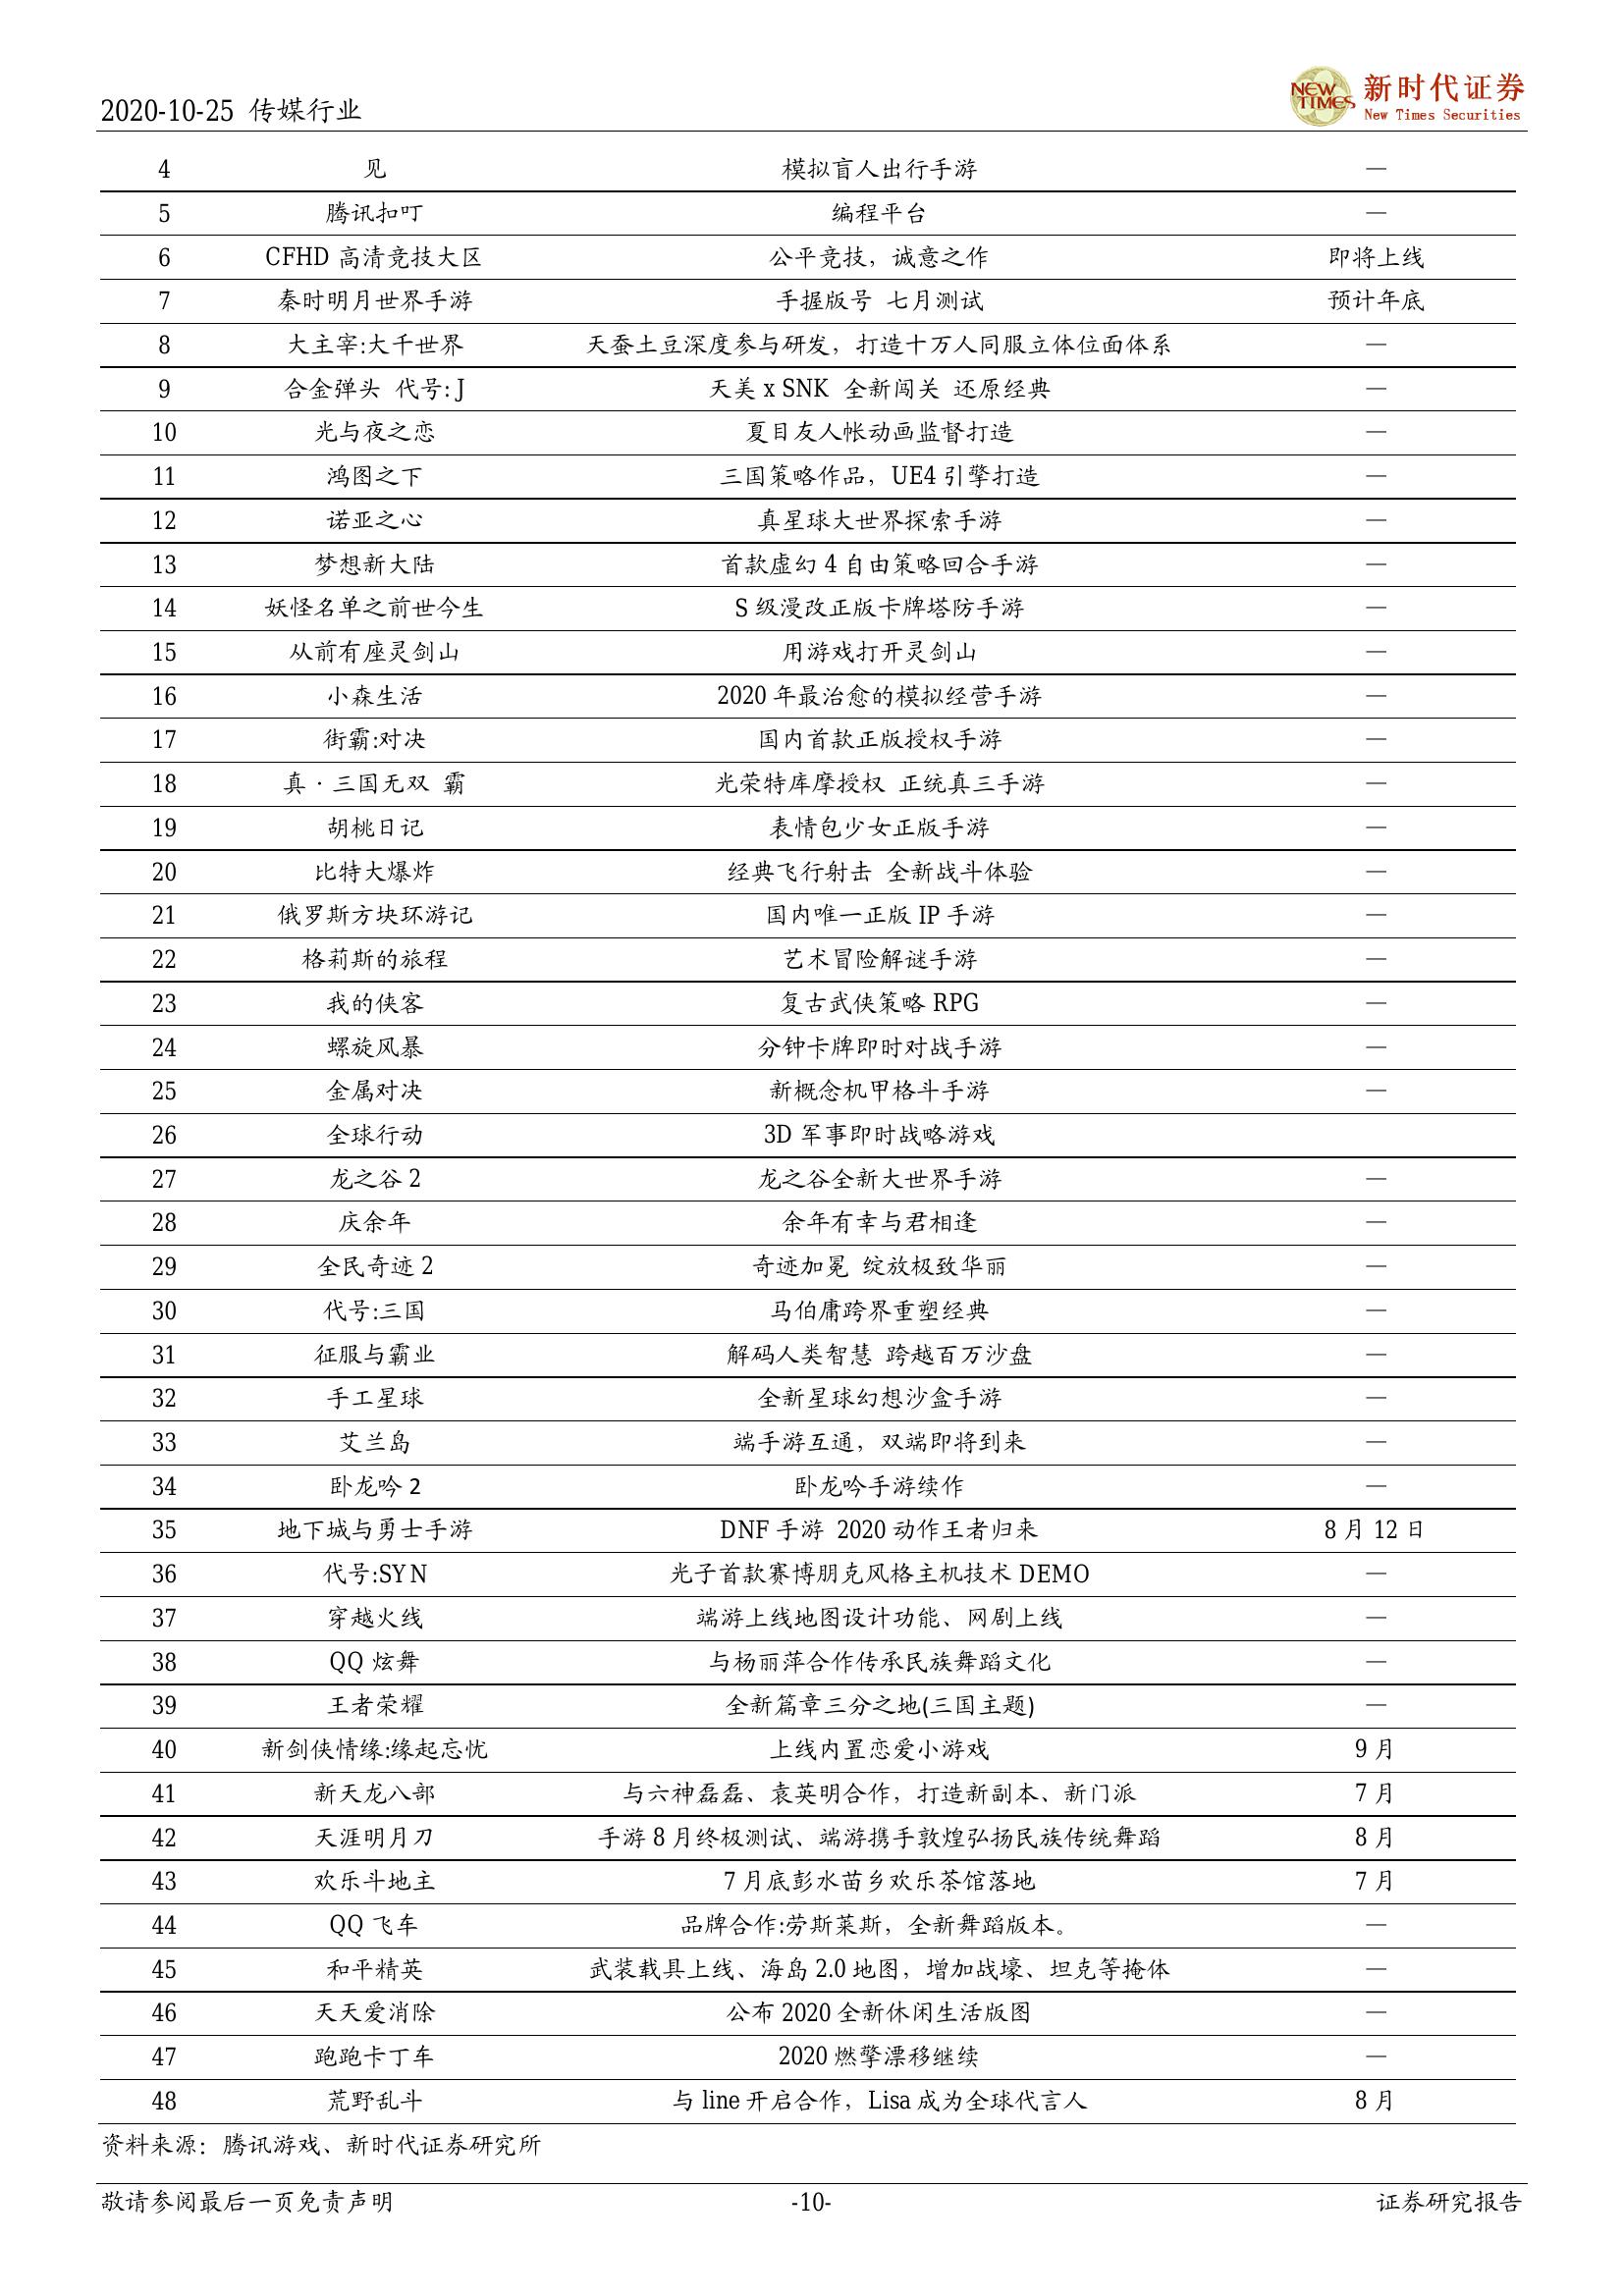 2020-10-25 传媒行业
NEW TIMES 新时代证券
New Times Securities
4 见 模拟盲人出行手游 —
5 腾讯扣叮 编程平台 —
6 CFHD 高清竞技大区 公平竞技，诚意之作 即将上线
7 秦时明月世界手游 手握版号 七月测试 预计年底
8 大主宰:大千世界 天蚕土豆深度参与研发，打造十万人同服立体位面体系 —
9 合金弹头 代号: J 天美 x SNK 全新闯关 还原经典 —
10 光与夜之恋 夏目友人帐动画监督打造 —
11 鸿图之下 三国策略作品，UE4 引擎打造 —
12 诺亚之心 真星球大世界探索手游 —
13 梦想新大陆 首款虚幻 4 自由策略回合手游 —
14 妖怪名单之前世今生 S 级漫改正版卡牌塔防手游 —
15 从前有座灵剑山 用游戏打开灵剑山 —
16 小森生活 2020 年最治愈的模拟经营手游 —
17 街霸:对决 国内首款正版授权手游 —
18 真·三国无双 霸 光荣特库摩授权 正统真三手游 —
19 胡桃日记 表情包少女正版手游 —
20 比特大爆炸 经典飞行射击 全新战斗体验 —
21 俄罗斯方块环游记 国内唯一正版 IP 手游 —
22 格莉斯的旅程 艺术冒险解谜手游 —
23 我的侠客 复古武侠策略 RPG —
24 螺旋风暴 分钟卡牌即时对战手游 —
25 金属对决 新概念机甲格斗手游 —
26 全球行动 3D 军事即时战略游戏
27 龙之谷 2 龙之谷全新大世界手游 —
28 庆余年 余年有幸与君相逢 —
29 全民奇迹 2 奇迹加冕 绽放极致华丽 —
30 代号:三国 马伯庸跨界重塑经典 —
31 征服与霸业 解码人类智慧 跨越百万沙盘 —
32 手工星球 全新星球幻想沙盒手游 —
33 艾兰岛 端手游互通，双端即将到来 —
34 卧龙吟 2 卧龙吟手游续作 —
35 地下城与勇士手游 DNF 手游 2020 动作王者归来 8 月 12 日
36 代号:SYN 光子首款赛博朋克风格主机技术 DEMO —
37 穿越火线 端游上线地图设计功能、网剧上线 —
38 QQ 炫舞 与杨丽萍合作传承民族舞蹈文化 —
39 王者荣耀 全新篇章三分之地(三国主题) —
40 新剑侠情缘:缘起忘忧 上线内置恋爱小游戏 9 月
41 新天龙八部 与六神磊磊、袁英明合作，打造新副本、新门派 7 月
42 天涯明月刀 手游 8 月终极测试、端游携手敦煌弘扬民族传统舞蹈 8 月
43 欢乐斗地主 7 月底彭水苗乡欢乐茶馆落地 7 月
44 QQ 飞车 品牌合作:劳斯莱斯，全新舞蹈版本。 —
45 和平精英 武装载具上线、海岛 2.0 地图，增加战壕、坦克等掩体 —
46 天天爱消除 公布 2020 全新休闲生活版图 —
47 跑跑卡丁车 2020 燃擎漂移继续 —
48 荒野乱斗 与 line 开启合作，Lisa 成为全球代言人 8 月
资料来源：腾讯游戏、新时代证券研究所
敬请参阅最后一页免责声明 -10- 证券研究报告